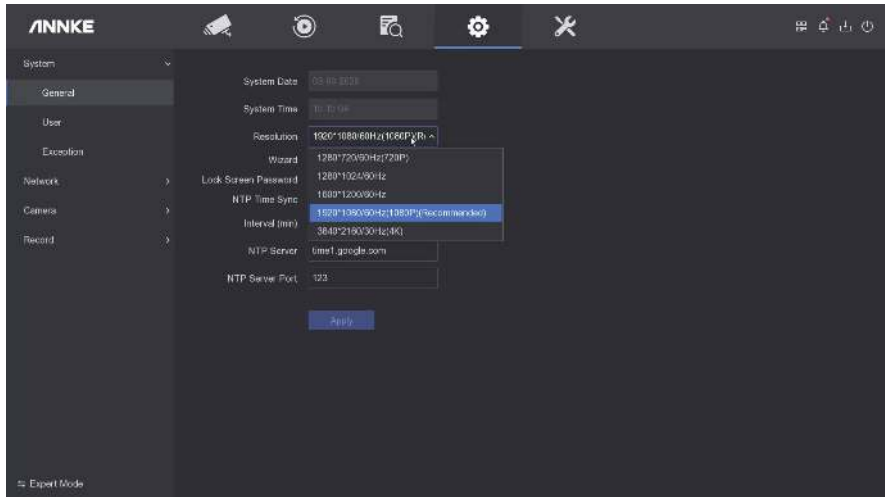 ANNKE
System
General
User
Exception
Network
Camera
Record
Expert Mode
System Date
System Time
Resolution 1920*1080/60Hz(1080P)(R
1280*720/60Hz(720P)
1280*1024/60Hz
1600*1200/60Hz
1920*1080/60Hz(1080P)(Recommended)
3840*2160/30Hz(4K)
Wizard
Lock Screen Password
NTP Time Sync
Interval (min)
NTP Server time1.google.com
NTP Server Port 123
Apply